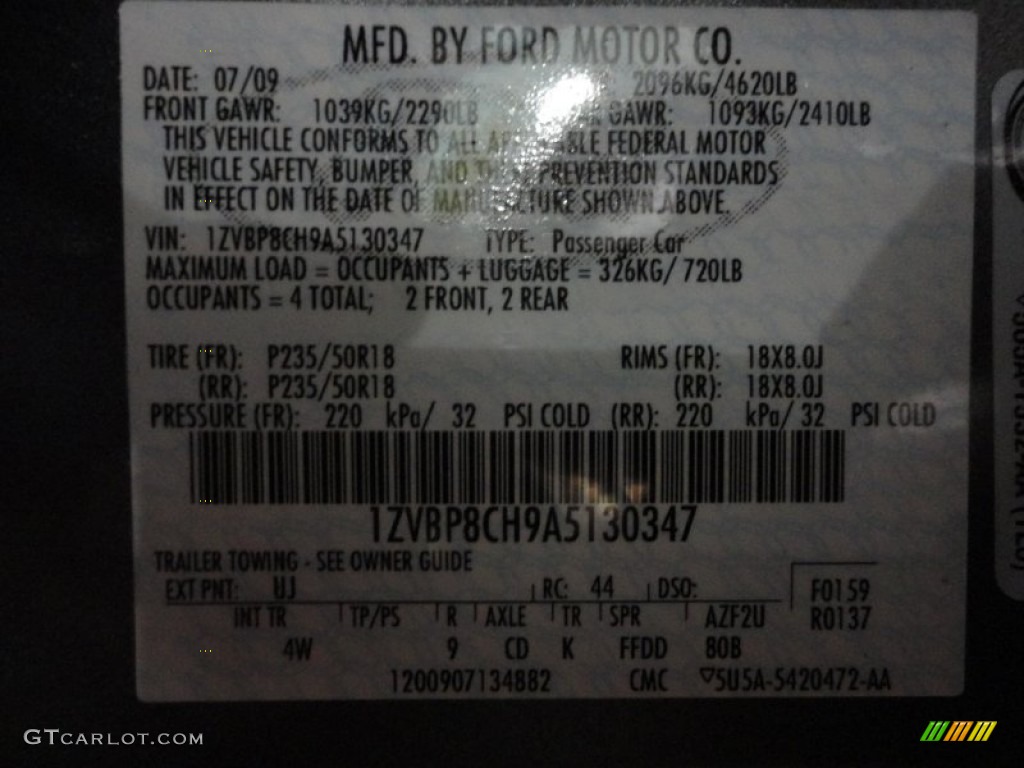 MFD. BY FORD MOTOR CO.
DATE: 07/09 2096KG/4620LB
FRONT GAWR: 1039KG/2290LB GAWR: 1093KG/2410LB
THIS VEHICLE CONFORMS TO ALL FEDERAL MOTOR
VEHICLE SAFETY, BUMPER, AND PREVENTION STANDARDS
IN EFFECT ON THE DATE OF MANUFACTURE SHOWN ABOVE.
VIN: 1ZVBP8CH9A5130347 TYPE: Passenger Car
MAXIMUM LOAD = OCCUPANTS + LUGGAGE = 326KG/ 720LB
OCCUPANTS = 4 TOTAL; 2 FRONT, 2 REAR
TIRE (FR): P235/50R18 RIMS (FR): 18X8.0J
(RR): P235/50R18 (RR): 18X8.0J
PRESSURE (FR): 220 kPa/ 32 PSI COLD (RR): 220 kPa/ 32 PSI COLD
1ZVBP8CH9A5130347
TRAILER TOWING - SEE OWNER GUIDE
EXT PNT: UJ RC: 44 DSO: F0159
INT TR TP/PS R AXLE TR SPR AZF2U R0137
4W 9 CD K FFDD 80B
1200907134882 CMC ▽5U5A-5420472-AA
GTCARLOT.COM